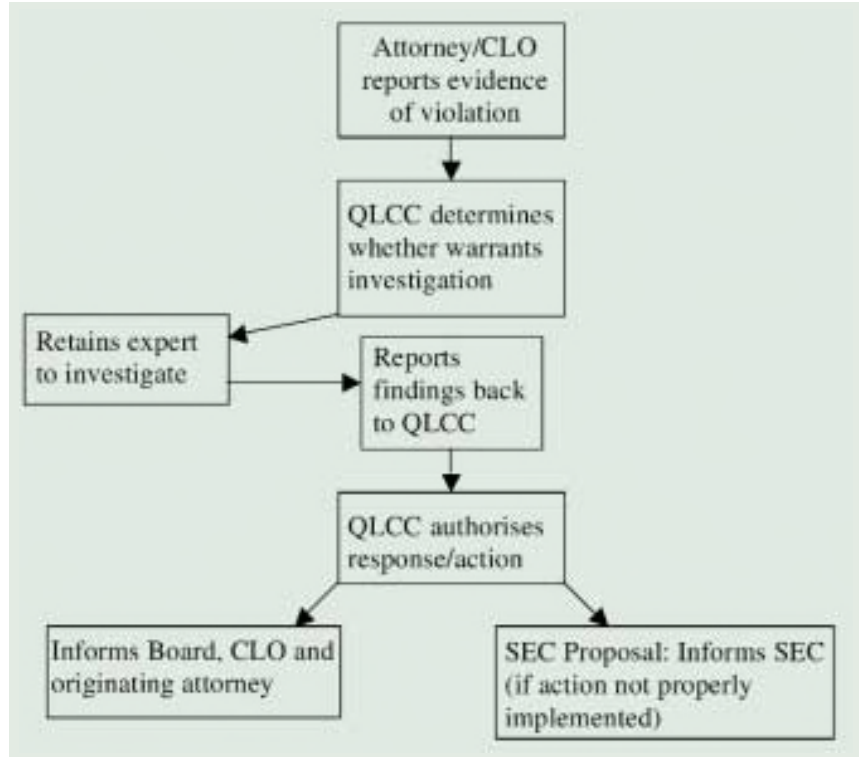 Attorney/CLO
reports evidence
of violation
QLCC determines
whether warrants
investigation
Retains expert
to investigate
Reports
findings back
to QLCC
QLCC authorises
response/action
Informs Board, CLO and
originating attorney
SEC Proposal: Informs SEC
(if action not properly
implemented)